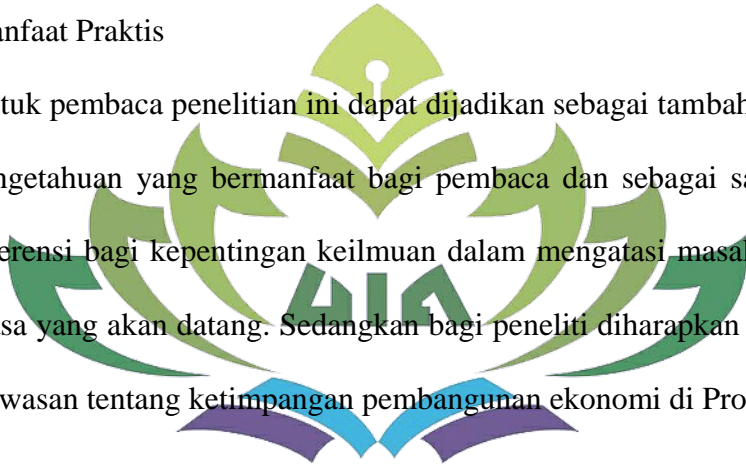 anfaat Praktis
tuk pembaca penelitian ini dapat dijadikan sebagai tambah
ngetahuan yang bermanfaat bagi pembaca dan sebagai sa
erensi bagi kepentingan keilmuan dalam mengatasi masal
UIN
asa yang akan datang. Sedangkan bagi peneliti diharapkan
wasan tentang ketimpangan pembangunan ekonomi di Pro